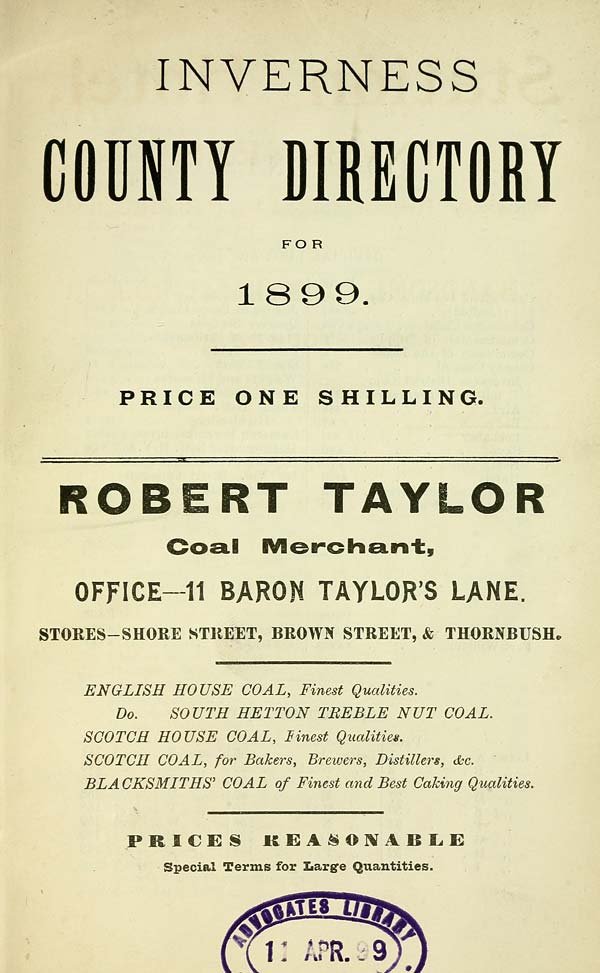 INVERNESS
COUNTY DIRECTORY
FOR
1899.
PRICE ONE SHILLING.
ROBERT TAYLOR
Coal Merchant,
OFFICE—11 BARON TAYLOR'S LANE.
STORES—SHORE STREET, BROWN STREET, & THORNBUSH.
ENGLISH HOUSE COAL, Finest Qualities.
Do. SOUTH HETTON TREBLE NUT COAL.
SCOTCH HOUSE COAL, Finest Qualities.
SCOTCH COAL, for Bakers, Brewers, Distillers, &c.
BLACKSMITHS' COAL of Finest and Best Caking Qualities.
PRICES REASONABLE
Special Terms for Large Quantities.
ADVOCATES LIBRARY
11 APR. 99